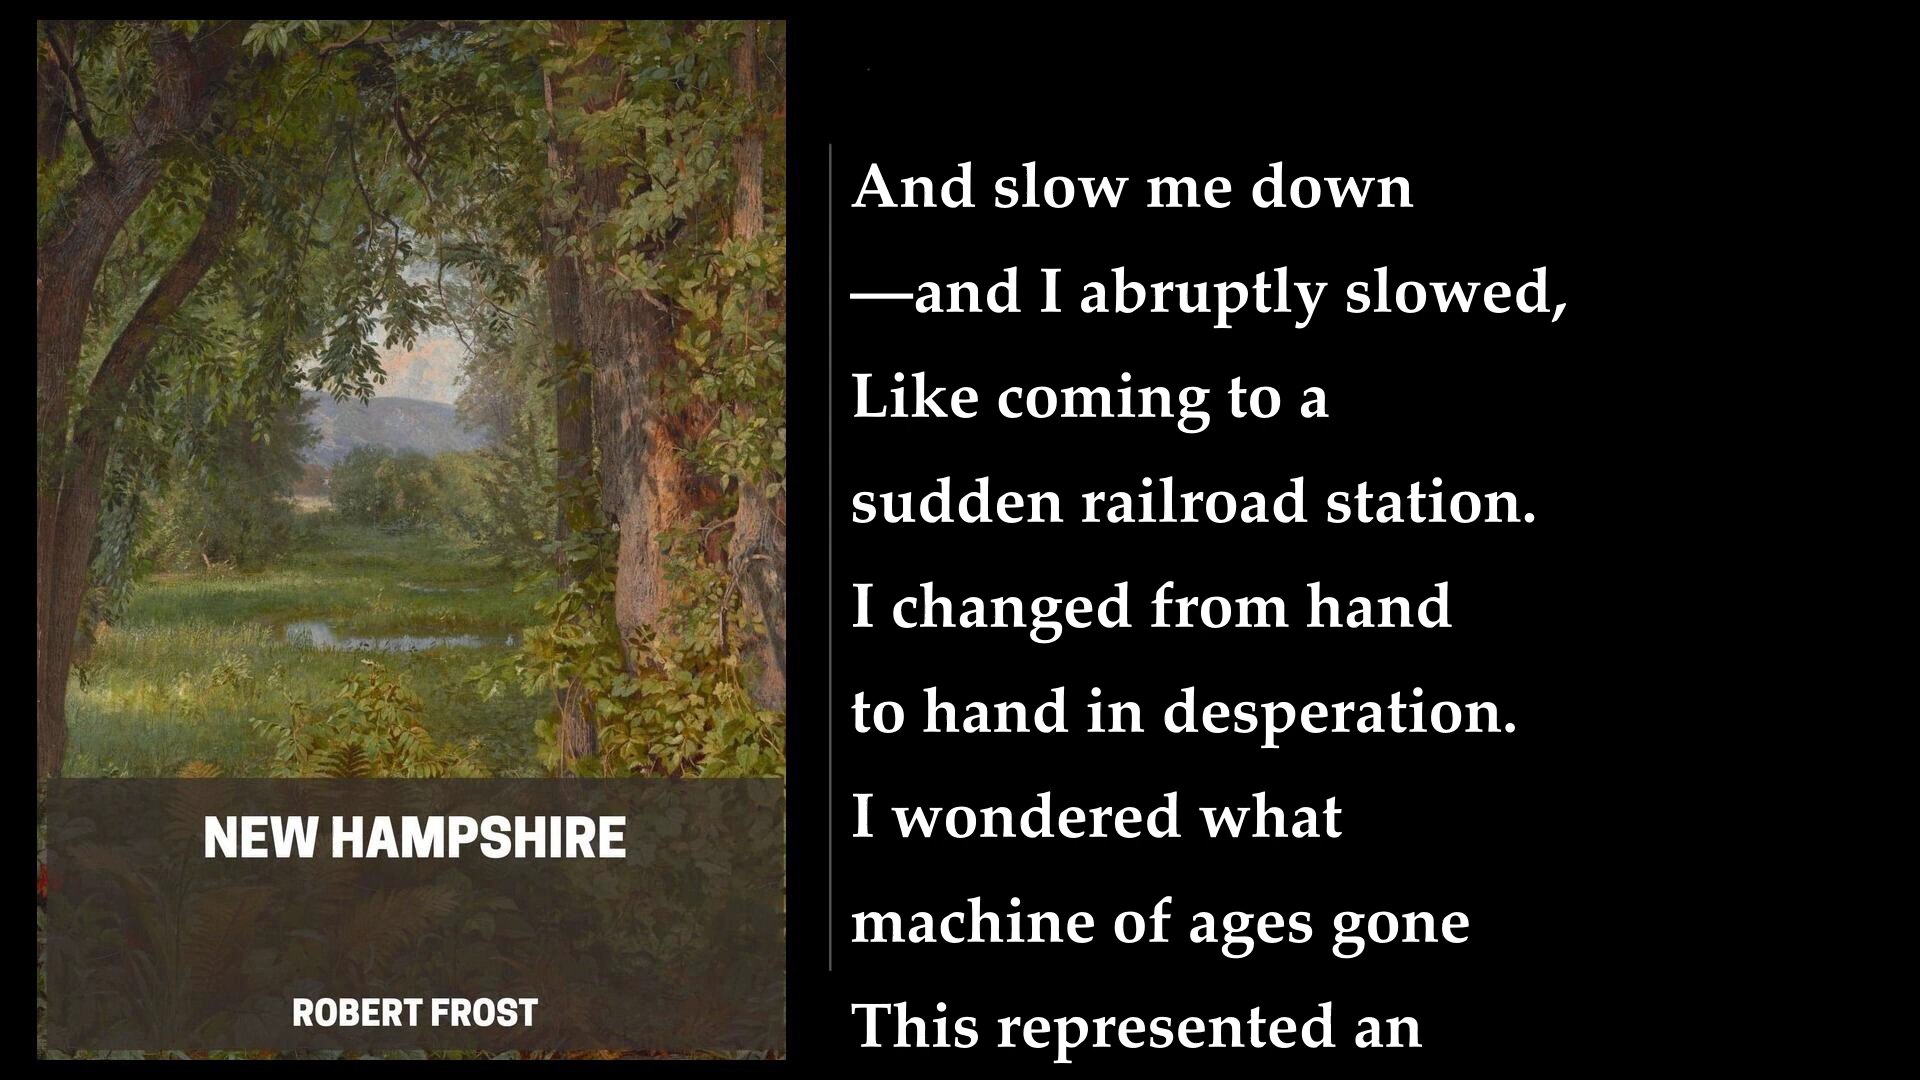 NEW HAMPSHIRE
ROBERT FROST
And slow me down
—and I abruptly slowed,
Like coming to a
sudden railroad station.
I changed from hand
to hand in desperation.
I wondered what
machine of ages gone
This represented an